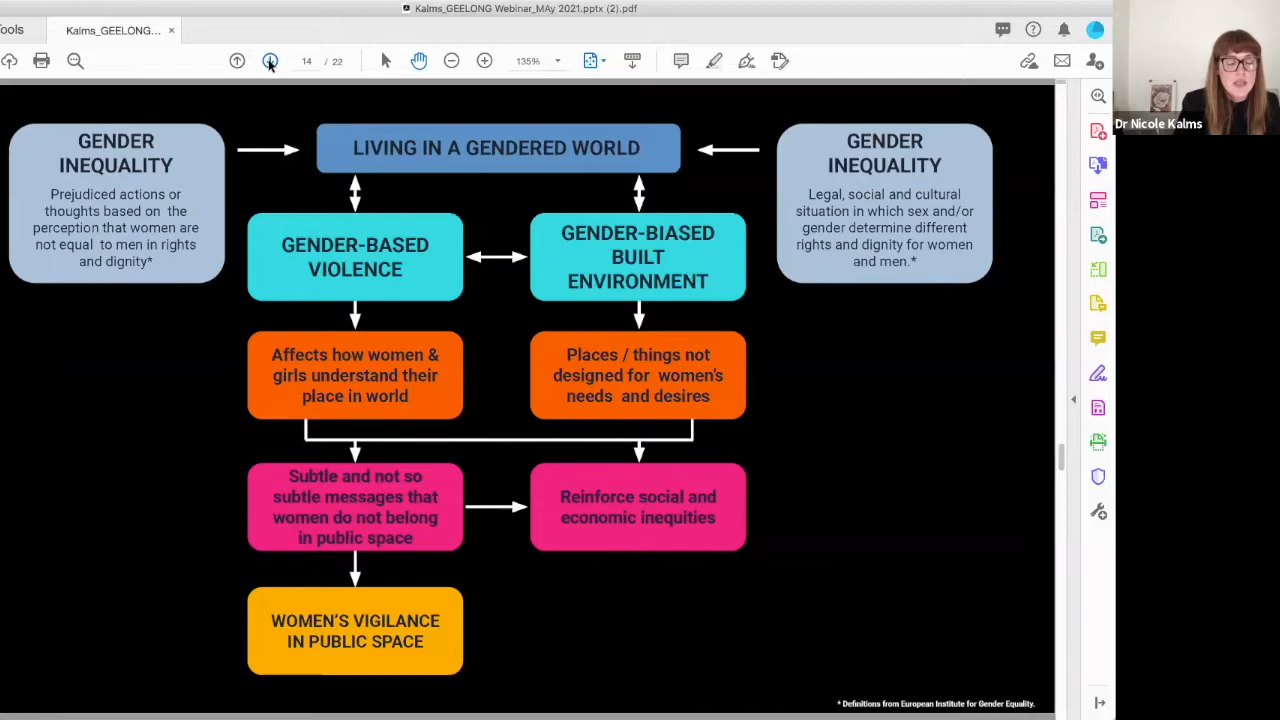 Kalms_GEELONG Webinar_MAy 2021.pptx (2).pdf
Tools
Kalms_GEELONG... ×
14 / 22
135%
Dr Nicole Kalms
GENDER
INEQUALITY
Prejudiced actions or
thoughts based on the
perception that women are
not equal to men in rights
and dignity*
LIVING IN A GENDERED WORLD
GENDER
INEQUALITY
Legal, social and cultural
situation in which sex and/or
gender determine different
rights and dignity for women
and men.*
GENDER-BASED
VIOLENCE
GENDER-BIASED
BUILT
ENVIRONMENT
Affects how women &
girls understand their
place in world
Places / things not
designed for women's
needs and desires
Subtle and not so
subtle messages that
women do not belong
in public space
Reinforce social and
economic inequities
WOMEN'S VIGILANCE
IN PUBLIC SPACE
* Definitions from European Institute for Gender Equality.